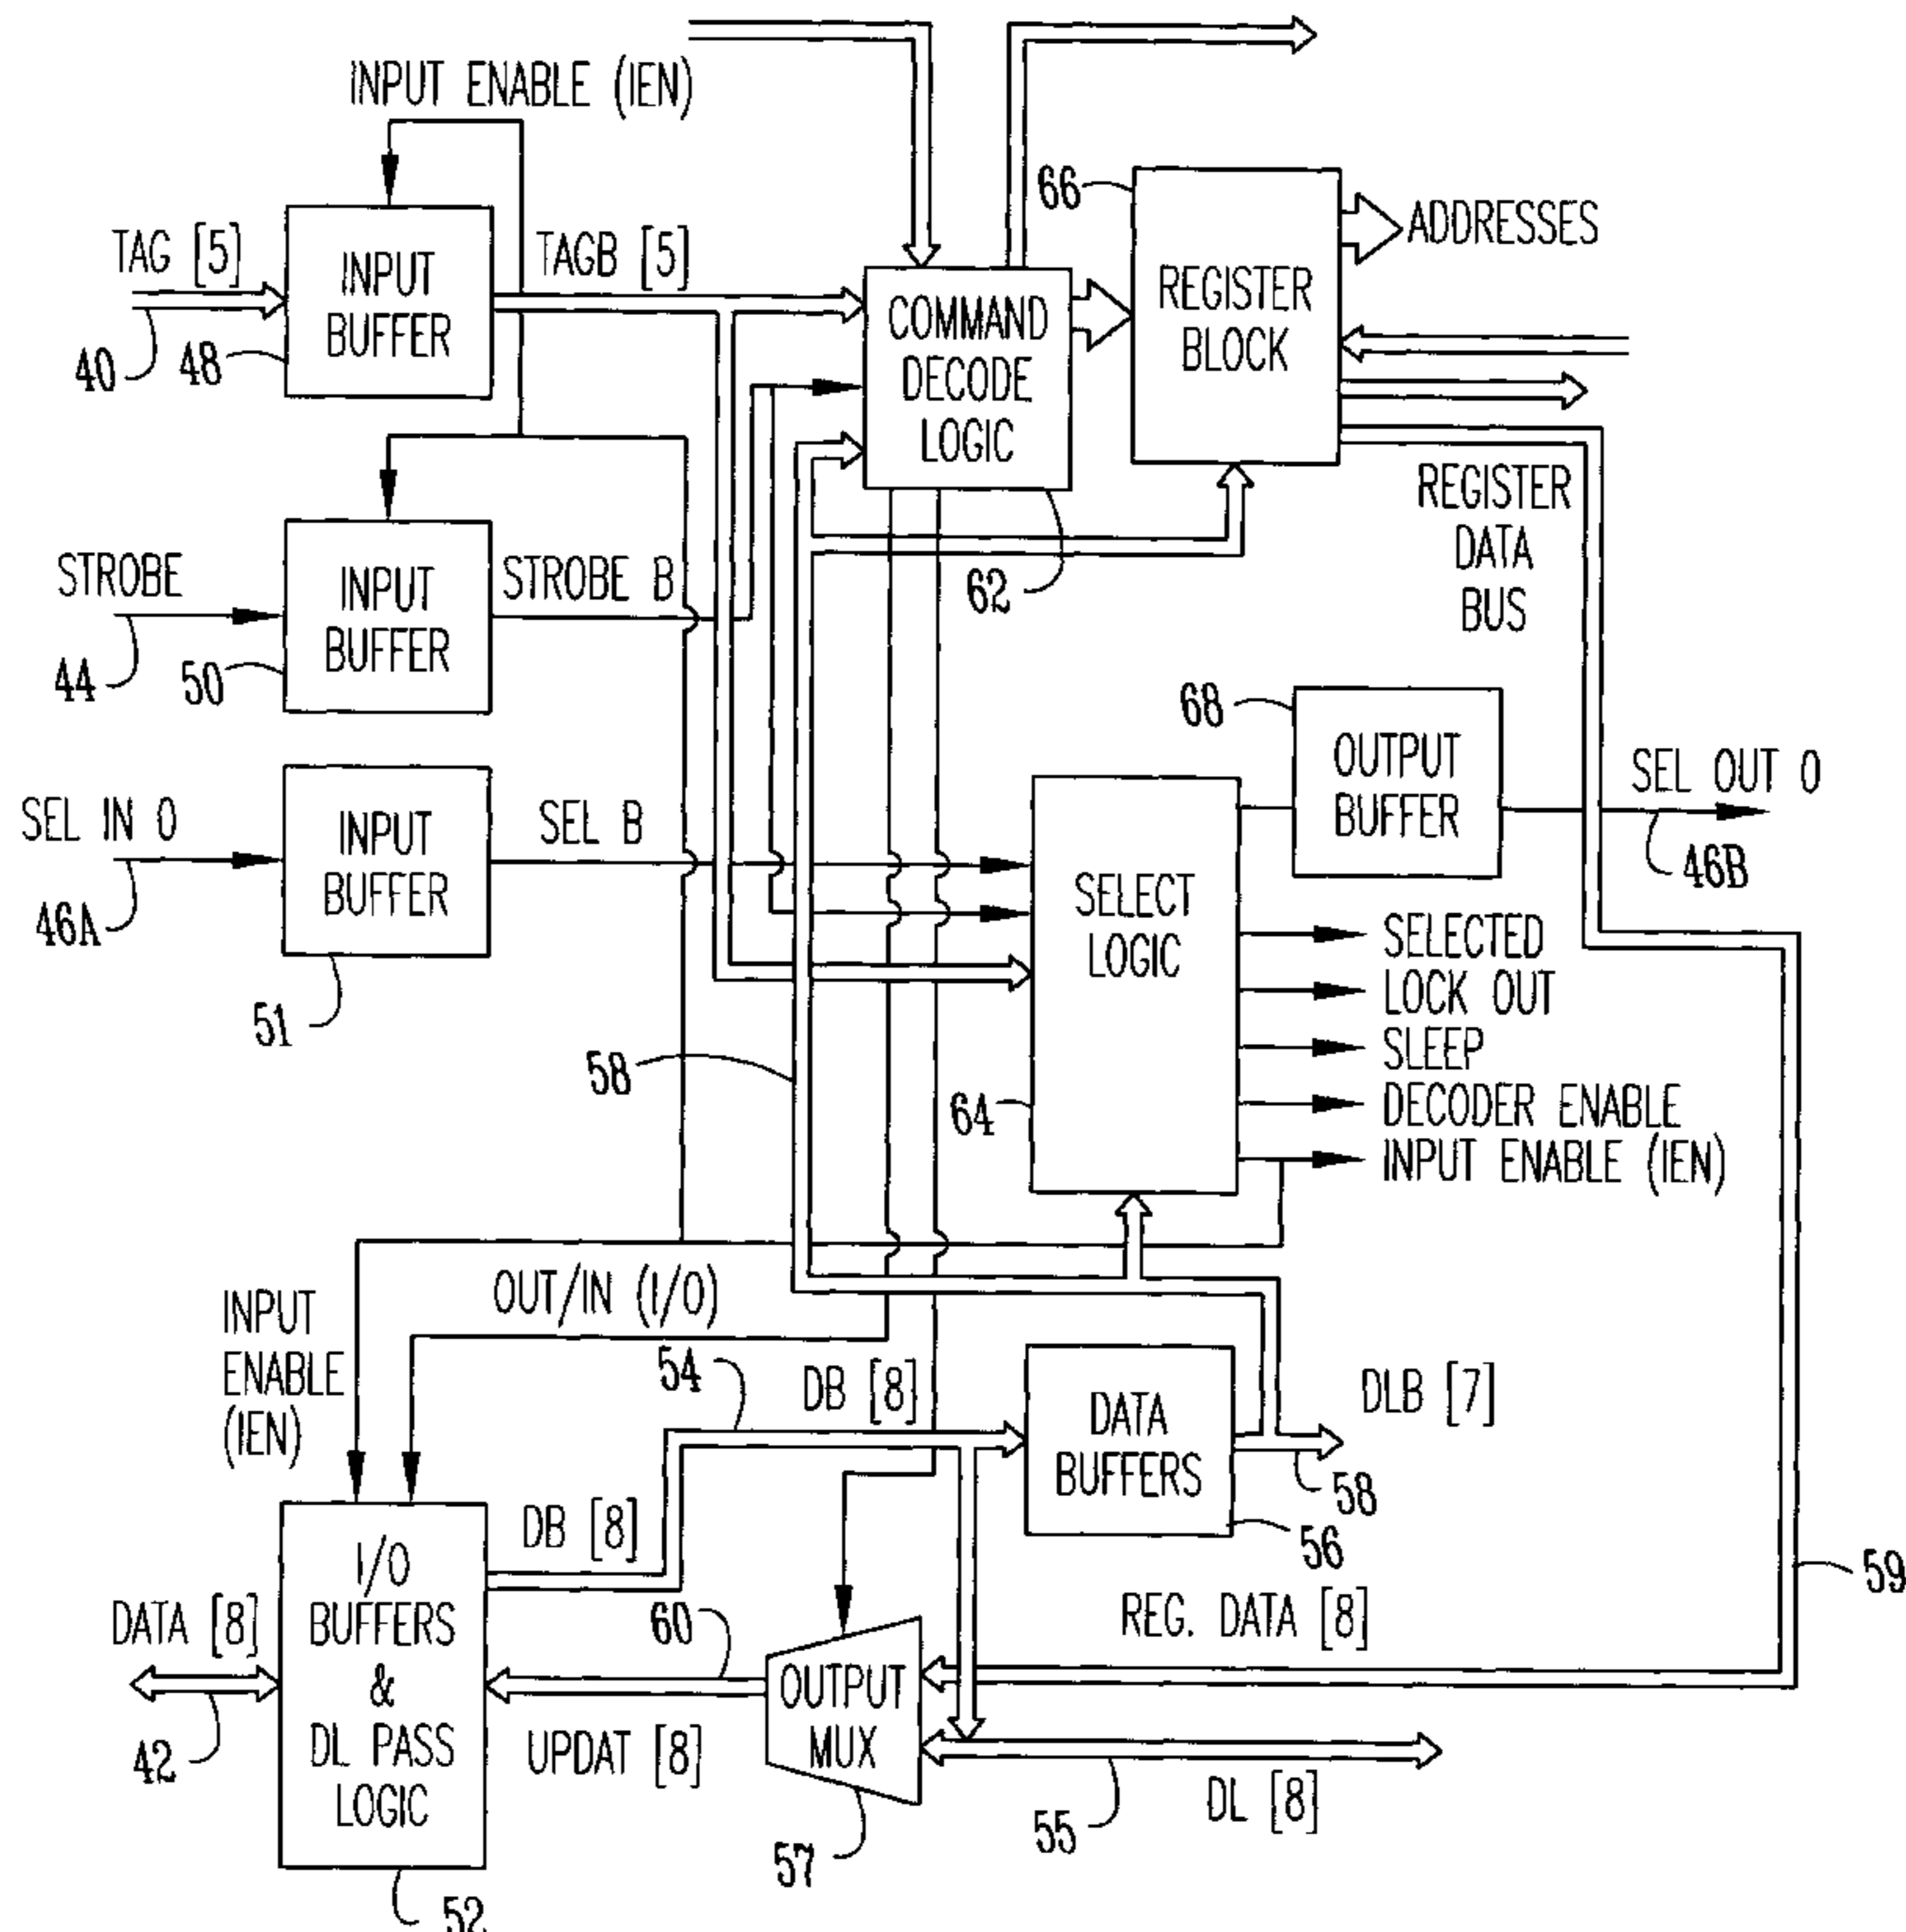 INPUT ENABLE (IEN)
66
ADDRESSES
TAG [5]
INPUT
BUFFER
TAGB [5]
COMMAND
DECODE
LOGIC
REGISTER
BLOCK
40
48
REGISTER
DATA
BUS
STROBE
INPUT
BUFFER
STROBE B
62
44
50
68
OUTPUT
BUFFER
SEL OUT 0
SEL IN 0
INPUT
BUFFER
SEL B
46B
46A
SELECT
LOGIC
SELECTED
LOCK OUT
SLEEP
DECODER ENABLE
INPUT ENABLE (IEN)
51
58
64
INPUT
ENABLE
(IEN)
OUT/IN (I/O)
54
DB [8]
DATA
BUFFERS
DLB [7]
58
56
DB [8]
I/O
BUFFERS
&
DL PASS
LOGIC
DATA [8]
42
60
REG. DATA [8]
59
OUTPUT
MUX
UPDAT [8]
57
55
DL [8]
52